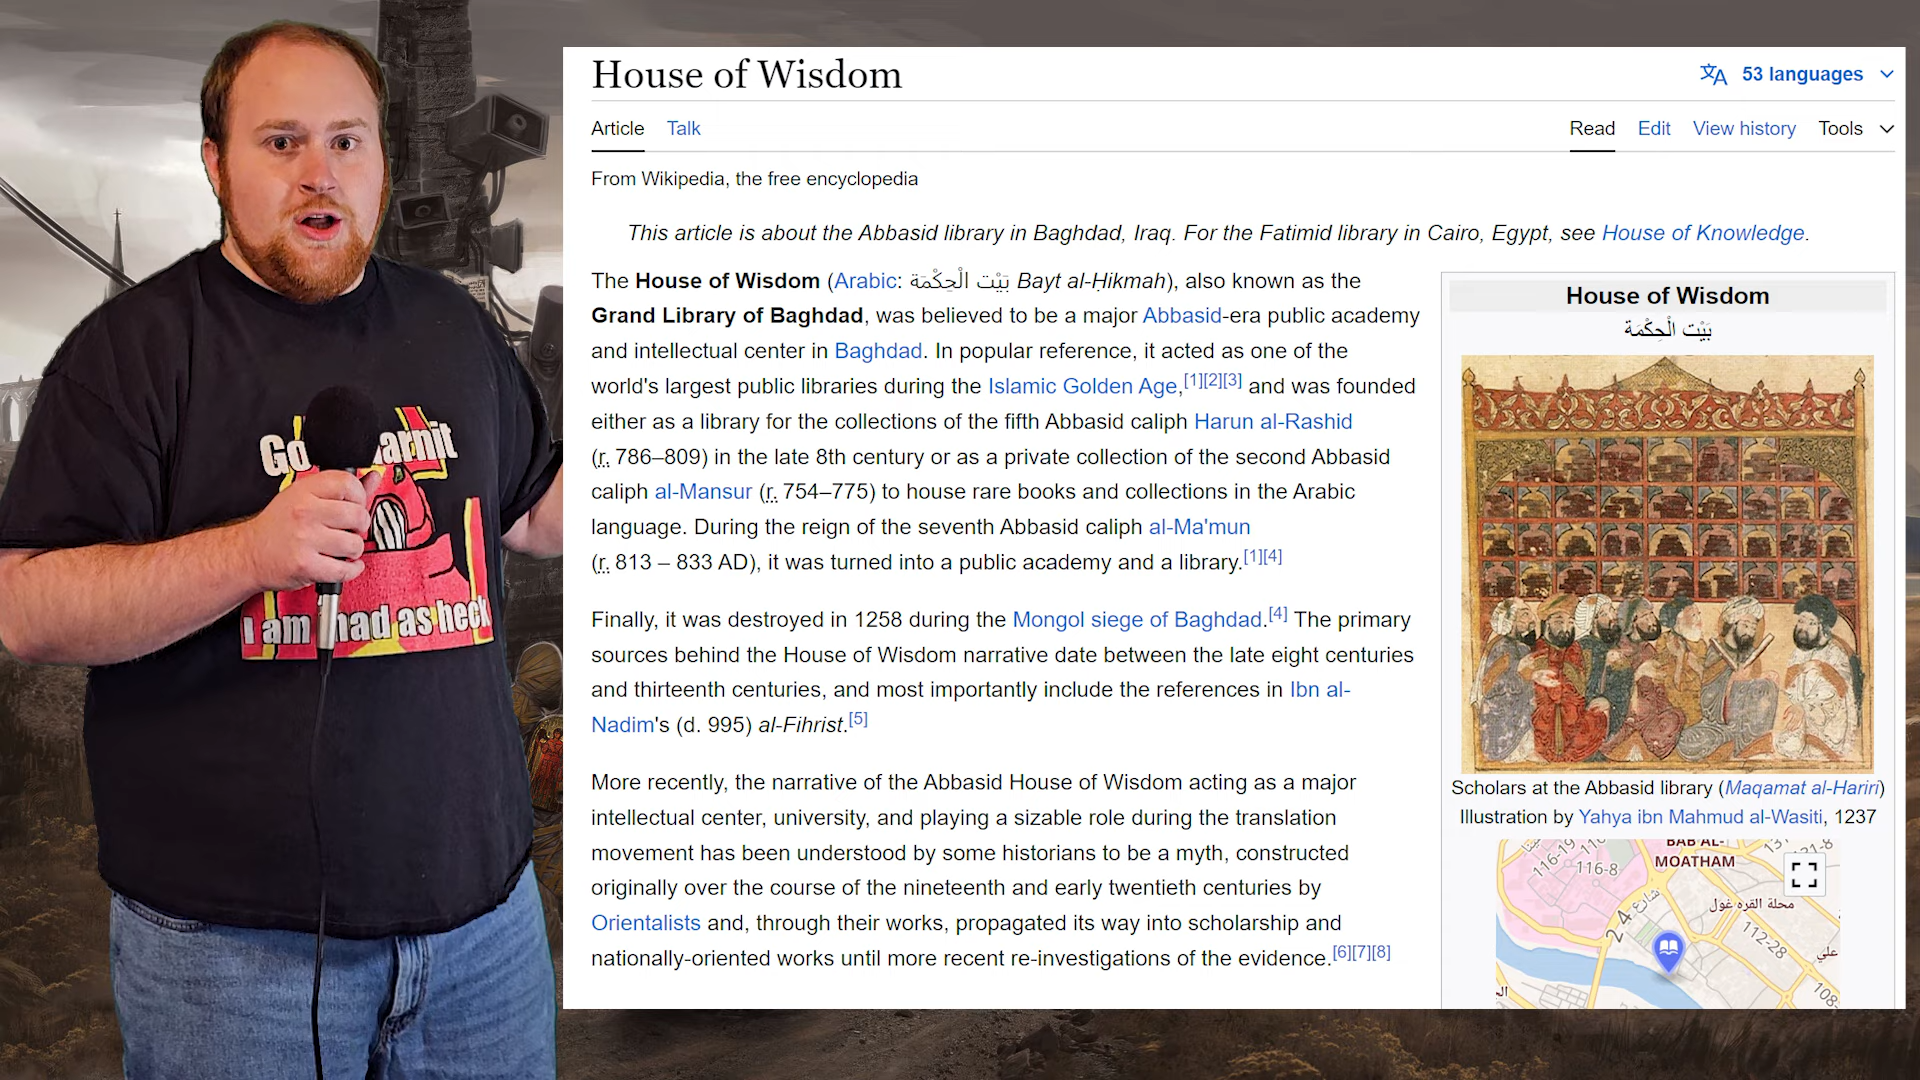 House of Wisdom
53 languages
Article Talk
Read Edit View history Tools
From Wikipedia, the free encyclopedia
This article is about the Abbasid library in Baghdad, Iraq. For the Fatimid library in Cairo, Egypt, see House of Knowledge.
The House of Wisdom (Arabic: بَيْت الْحِكْمَة Bayt al-Ḥikmah), also known as the
Grand Library of Baghdad, was believed to be a major Abbasid-era public academy
and intellectual center in Baghdad. In popular reference, it acted as one of the
world's largest public libraries during the Islamic Golden Age,[1][2][3] and was founded
either as a library for the collections of the fifth Abbasid caliph Harun al-Rashid
(r. 786–809) in the late 8th century or as a private collection of the second Abbasid
caliph al-Mansur (r. 754–775) to house rare books and collections in the Arabic
language. During the reign of the seventh Abbasid caliph al-Ma'mun
(r. 813 – 833 AD), it was turned into a public academy and a library.[1][4]
Finally, it was destroyed in 1258 during the Mongol siege of Baghdad.[4] The primary
sources behind the House of Wisdom narrative date between the late eight centuries
and thirteenth centuries, and most importantly include the references in Ibn al-
Nadim's (d. 995) al-Fihrist.[5]
More recently, the narrative of the Abbasid House of Wisdom acting as a major
intellectual center, university, and playing a sizable role during the translation
movement has been understood by some historians to be a myth, constructed
originally over the course of the nineteenth and early twentieth centuries by
Orientalists and, through their works, propagated its way into scholarship and
nationally-oriented works until more recent re-investigations of the evidence.[6][7][8]
House of Wisdom
بَيْت الْحِكْمَة
Scholars at the Abbasid library (Maqamat al-Hariri)
Illustration by Yahya ibn Mahmud al-Wasiti, 1237
BAB AL-
MOATHAM
116-19
116-8
شارع
24
محلة القره غول
112-28
علي
108-
I am mad as heck